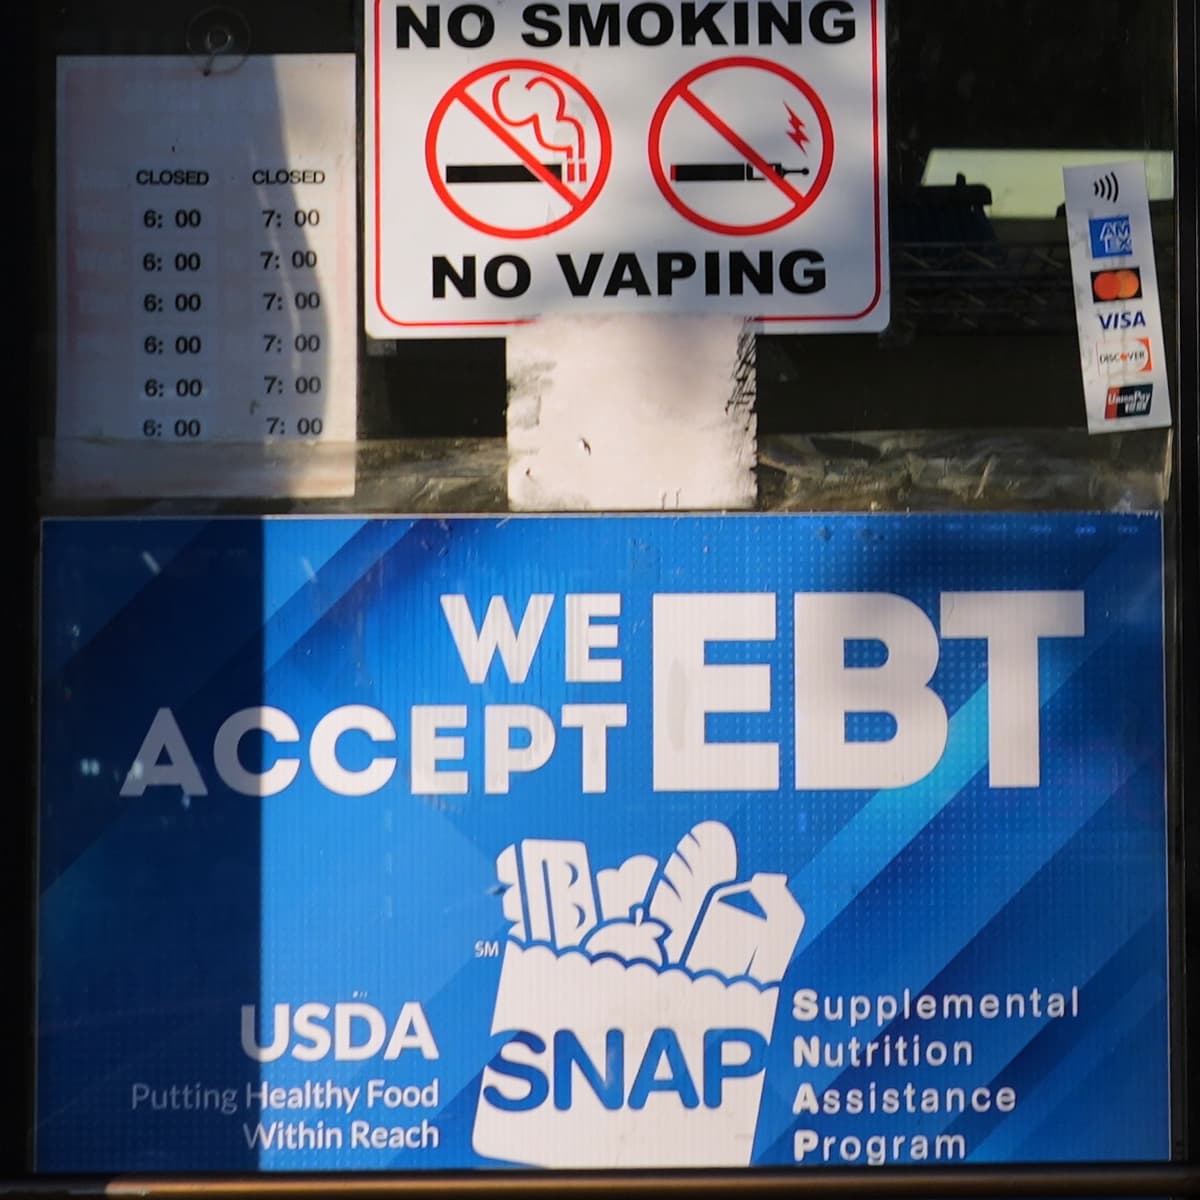 NO SMOKING
NO VAPING
CLOSED CLOSED
6: 00 7: 00
6: 00 7: 00
6: 00 7: 00
6: 00 7: 00
6: 00 7: 00
6: 00 7: 00
AM
EX
VISA
DISCOVER
UnionPay
WE
ACCEPT
EBT
SM
USDA
Putting Healthy Food
Within Reach
SNAP
Supplemental
Nutrition
Assistance
Program